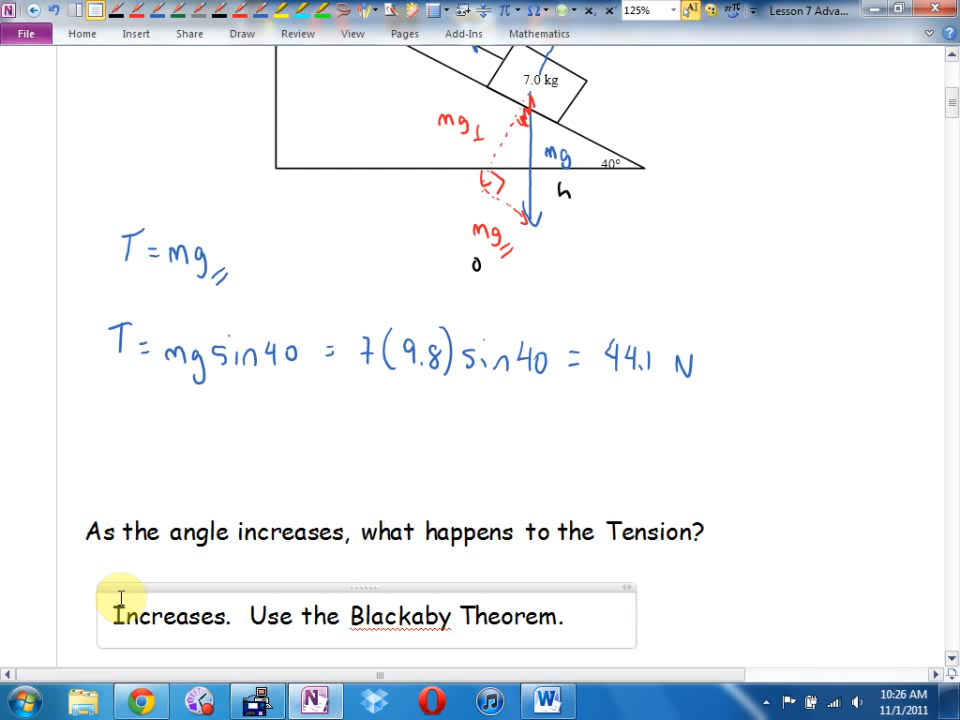 125% Lesson 7 Adva...
File Home Insert Share Draw Review View Pages Add-Ins Mathematics
7.0 kg
mg⊥
mg
40°
h
mg//
o
T = mg//
T = mg sin 40 = 7(9.8) sin 40 = 44.1 N
As the angle increases, what happens to the Tension?
Increases. Use the Blackaby Theorem.
10:26 AM
11/1/2011